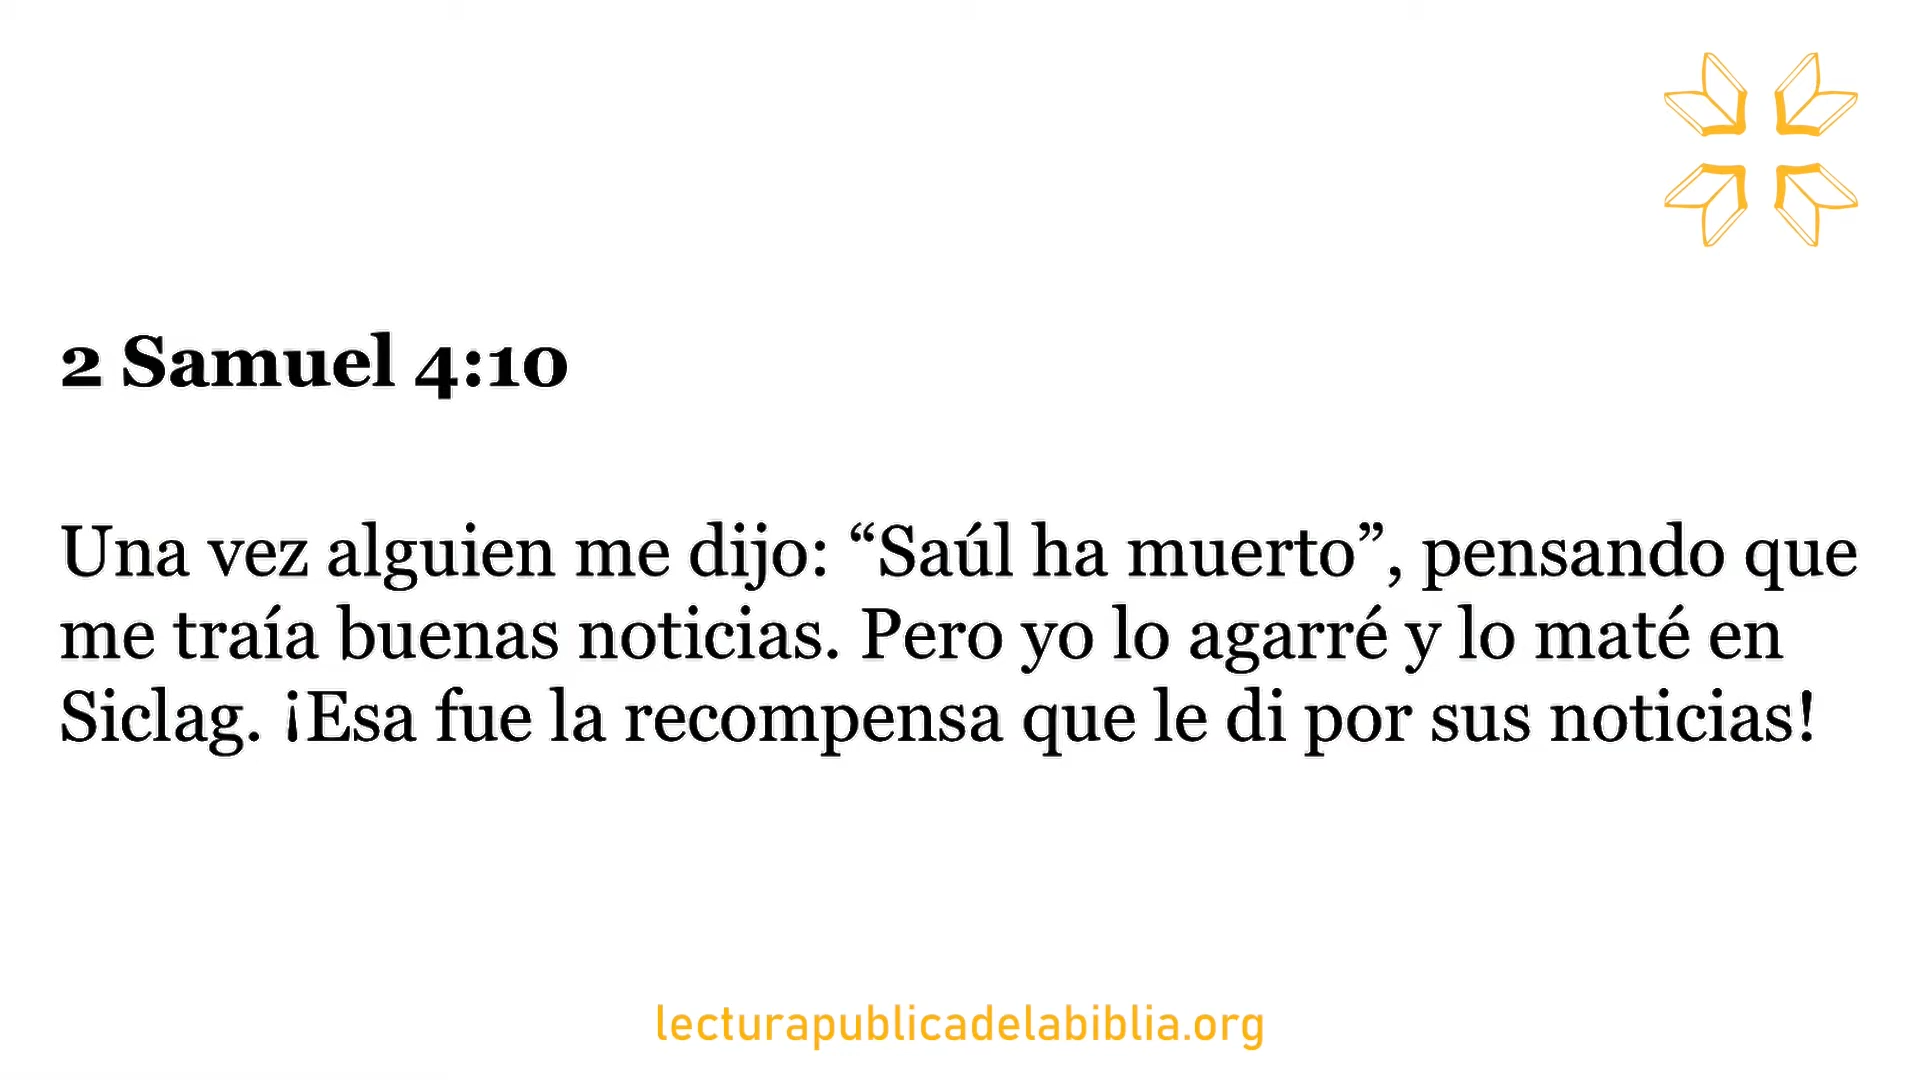 2 Samuel 4:10
Una vez alguien me dijo: “Saúl ha muerto”, pensando que
me traía buenas noticias. Pero yo lo agarré y lo maté en
Siclag. ¡Esa fue la recompensa que le di por sus noticias!
lecturapublicadelabiblia.org